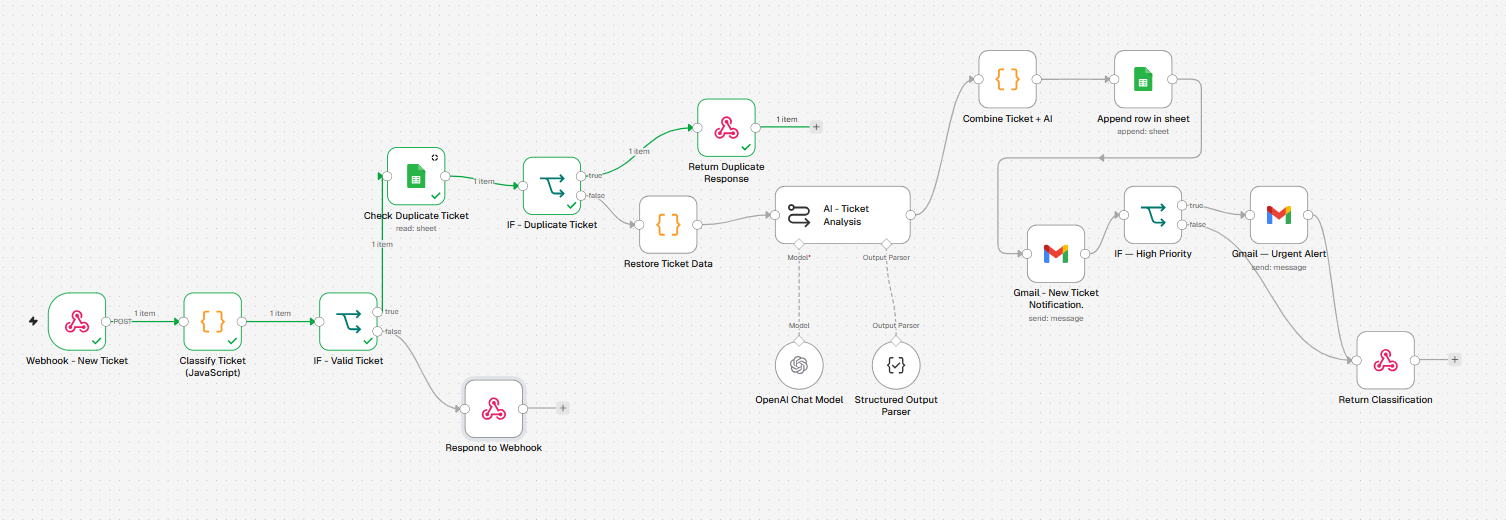 Combine Ticket + AI
Append row in sheet
append: sheet
1 item
Return Duplicate
Response
1 item
true
false
1 item
Check Duplicate Ticket
read: sheet
IF - Duplicate Ticket
Restore Ticket Data
AI - Ticket
Analysis
Model*
Output Parser
Model
Output Parser
OpenAI Chat Model
Structured Output
Parser
true
false
IF — High Priority
Gmail — Urgent Alert
send: message
Gmail - New Ticket
Notification.
send: message
1 item
POST
1 item
1 item
true
false
Webhook - New Ticket
Classify Ticket
(JavaScript)
IF - Valid Ticket
Respond to Webhook
Return Classification